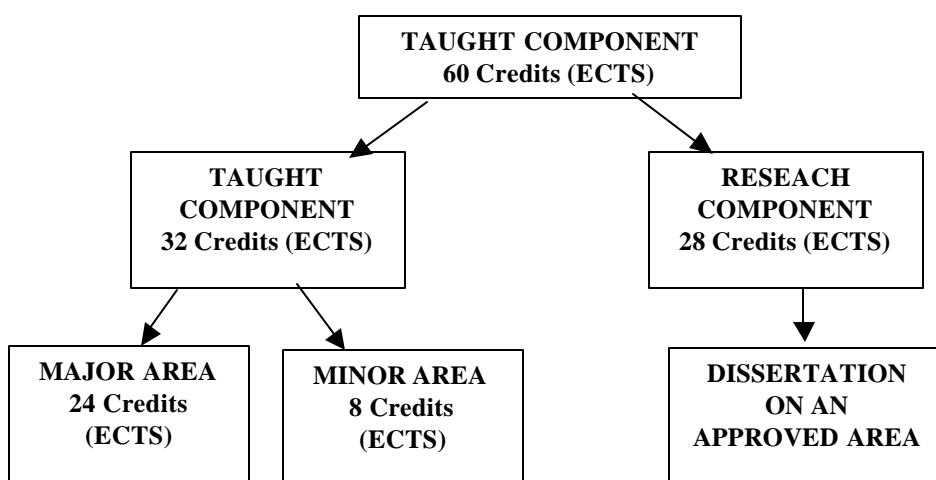 TAUGHT COMPONENT
60 Credits (ECTS)
TAUGHT
COMPONENT
32 Credits (ECTS)
RESEACH
COMPONENT
28 Credits (ECTS)
MAJOR AREA
24 Credits
(ECTS)
MINOR AREA
8 Credits
(ECTS)
DISSERTATION
ON AN
APPROVED AREA